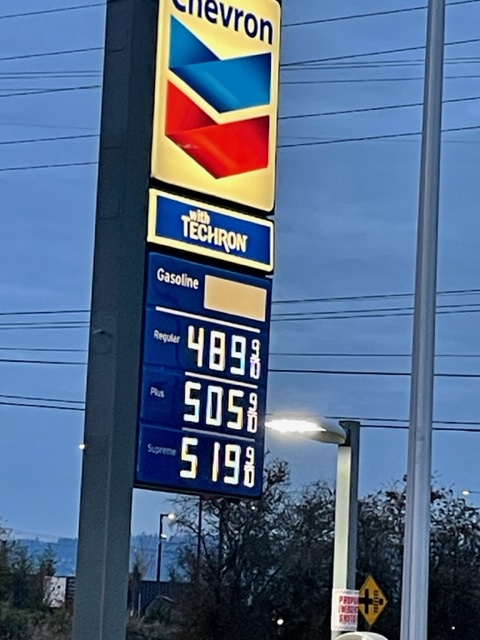 Chevron
with
TECHRON
Gasoline
Regular 489 9/10
Plus 505 9/10
Supreme 519 9/10